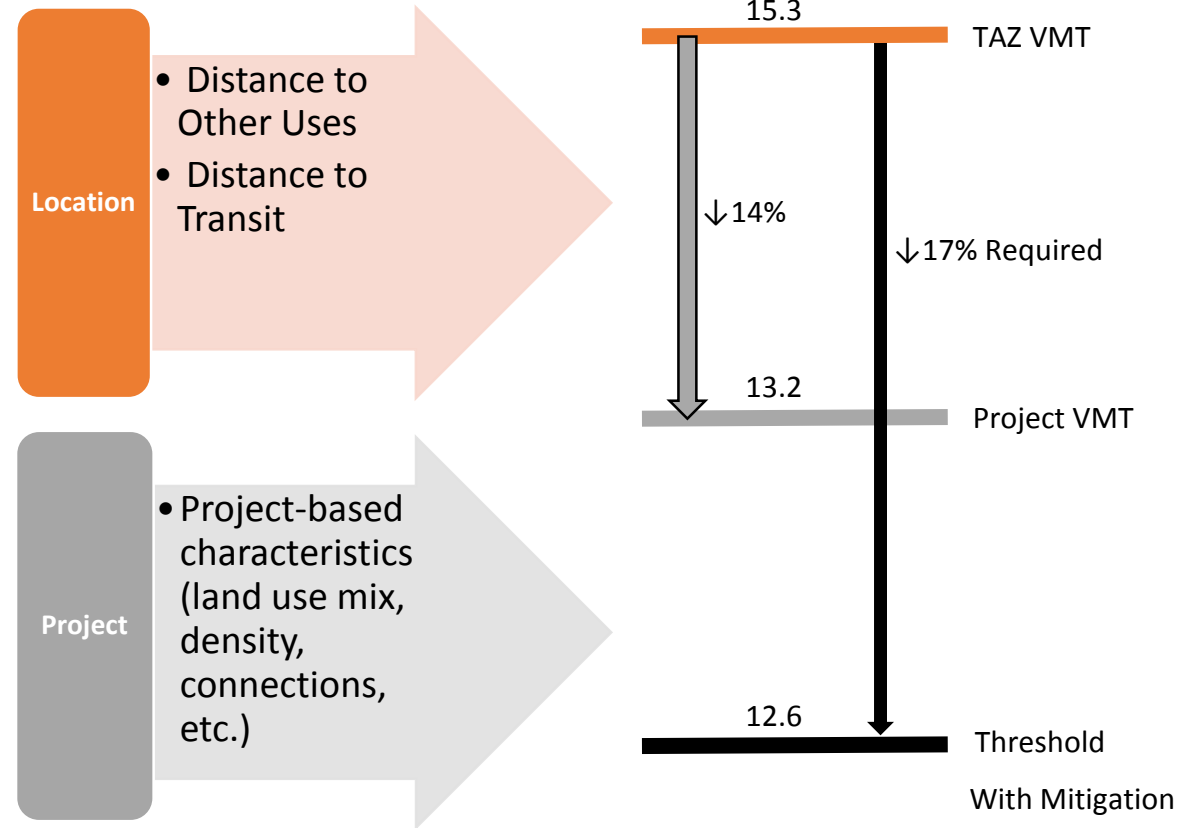 Location
• Distance to
Other Uses
• Distance to
Transit
Project
• Project-based
characteristics
(land use mix,
density,
connections,
etc.)
15.3
TAZ VMT
↓14%
↓17% Required
13.2
Project VMT
12.6
Threshold
With Mitigation